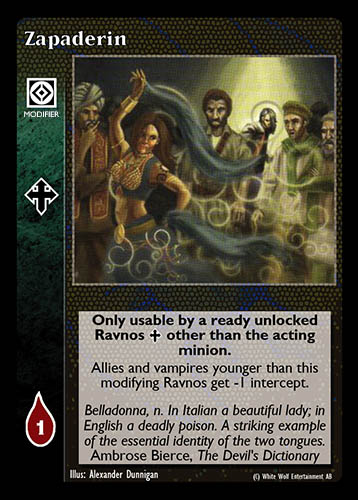 Zapaderin
MODIFIER
Only usable by a ready unlocked
Ravnos other than the acting
minion.
Allies and vampires younger than this
modifying Ravnos get -1 intercept.
Belladonna, n. In Italian a beautiful lady; in
English a deadly poison. A striking example
of the essential identity of the two tongues.
Ambrose Bierce, The Devil's Dictionary
1
Illus: Alexander Dunnigan
(C) White Wolf Entertainment AB